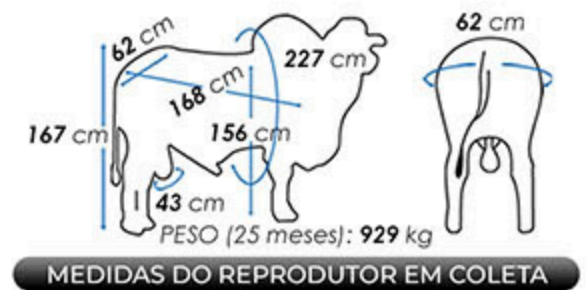 62 cm
62 cm
227 cm
168 cm
167 cm
156 cm
43 cm
PESO (25 meses): 929 kg
MEDIDAS DO REPRODUTOR EM COLETA